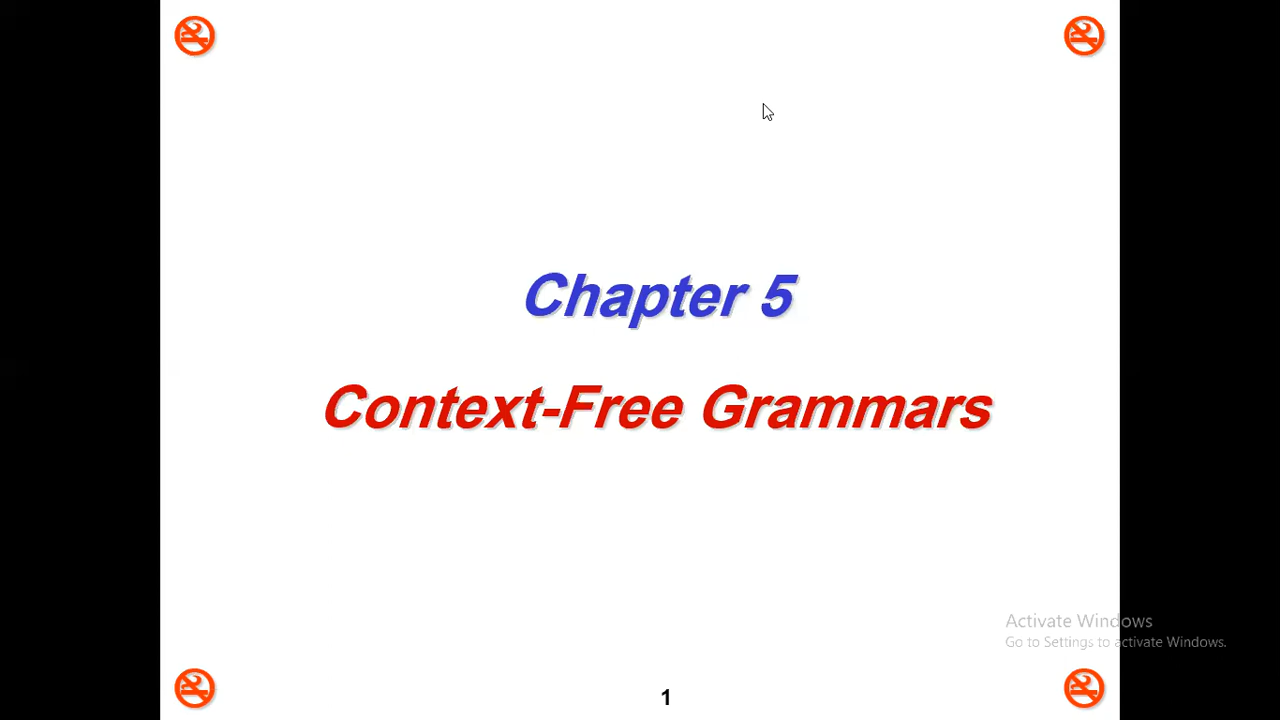 Chapter 5
Context-Free Grammars
Activate Windows
Go to Settings to activate Windows.
1